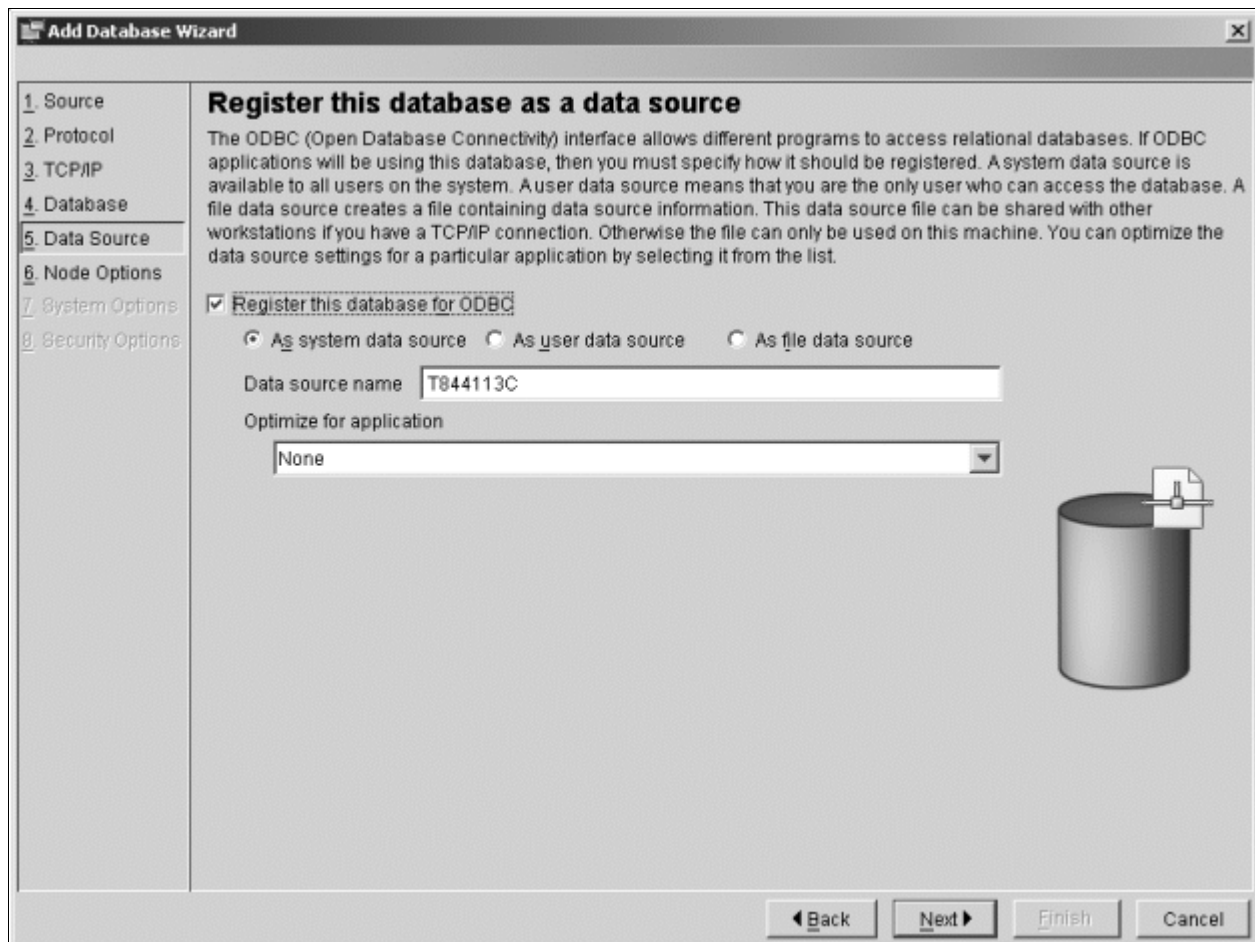 Add Database Wizard
1. Source
2. Protocol
3. TCP/IP
4. Database
5. Data Source
6. Node Options
7. System Options
8. Security Options
Register this database as a data source
The ODBC (Open Database Connectivity) interface allows different programs to access relational databases. If ODBC
applications will be using this database, then you must specify how it should be registered. A system data source is
available to all users on the system. A user data source means that you are the only user who can access the database. A
file data source creates a file containing data source information. This data source file can be shared with other
workstations if you have a TCP/IP connection. Otherwise the file can only be used on this machine. You can optimize the
data source settings for a particular application by selecting it from the list.
Register this database for ODBC
As system data source As user data source As file data source
Data source name T844113C
Optimize for application
None
Back Next Finish Cancel